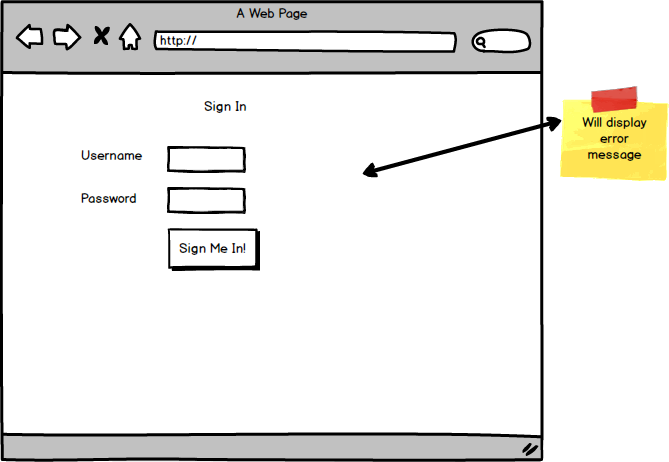 A Web Page
http://
Sign In
Username
Password
Sign Me In!
Will display
error
message